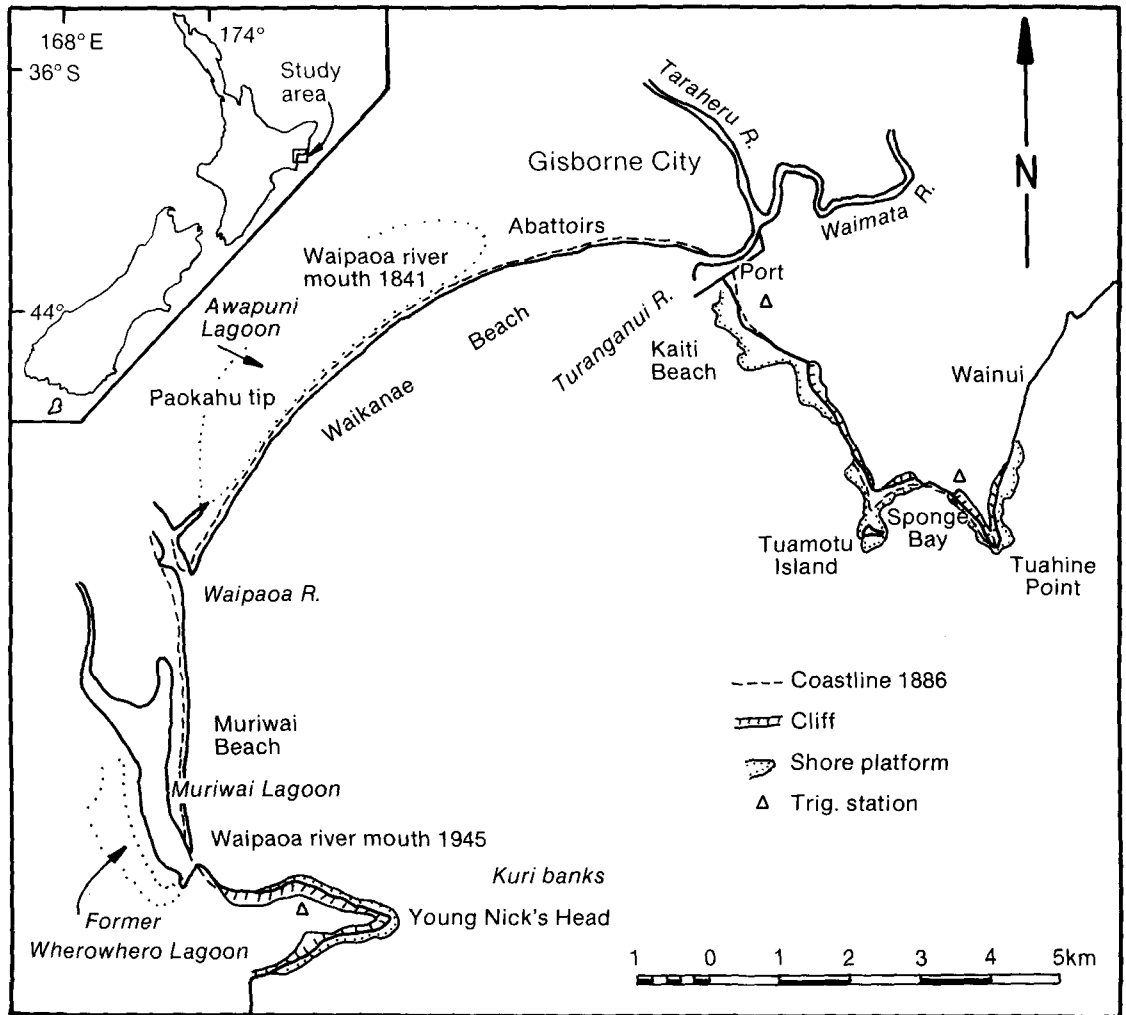 168° E
174°
36° S
Study
area
44°
Taraheru R.
Gisborne City
Waimata R.
Abattoirs
Waipaoa river
mouth 1841
Port
Awapuni
Lagoon
Turanganui R.
Beach
Kaiti
Beach
Wainui
Paokahu tip
Waikanae
Sponge
Bay
Tuamotu
Island
Tuahine
Point
Waipaoa R.
Muriwai
Beach
Muriwai Lagoon
Waipaoa river mouth 1945
Kuri banks
Young Nick's Head
Former
Wherowhero Lagoon
N
Coastline 1886
Cliff
Shore platform
Trig. station
1 0 1 2 3 4 5km